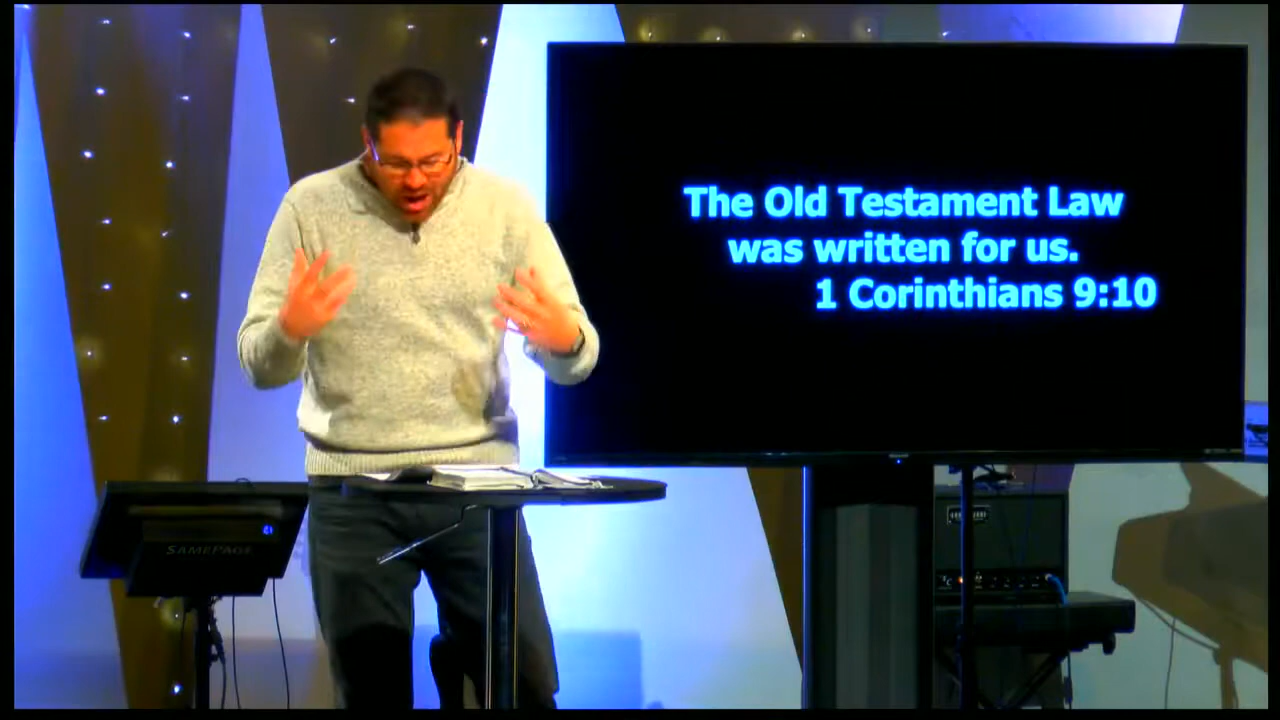 The Old Testament Law
was written for us.
1 Corinthians 9:10
SAMEPAGE